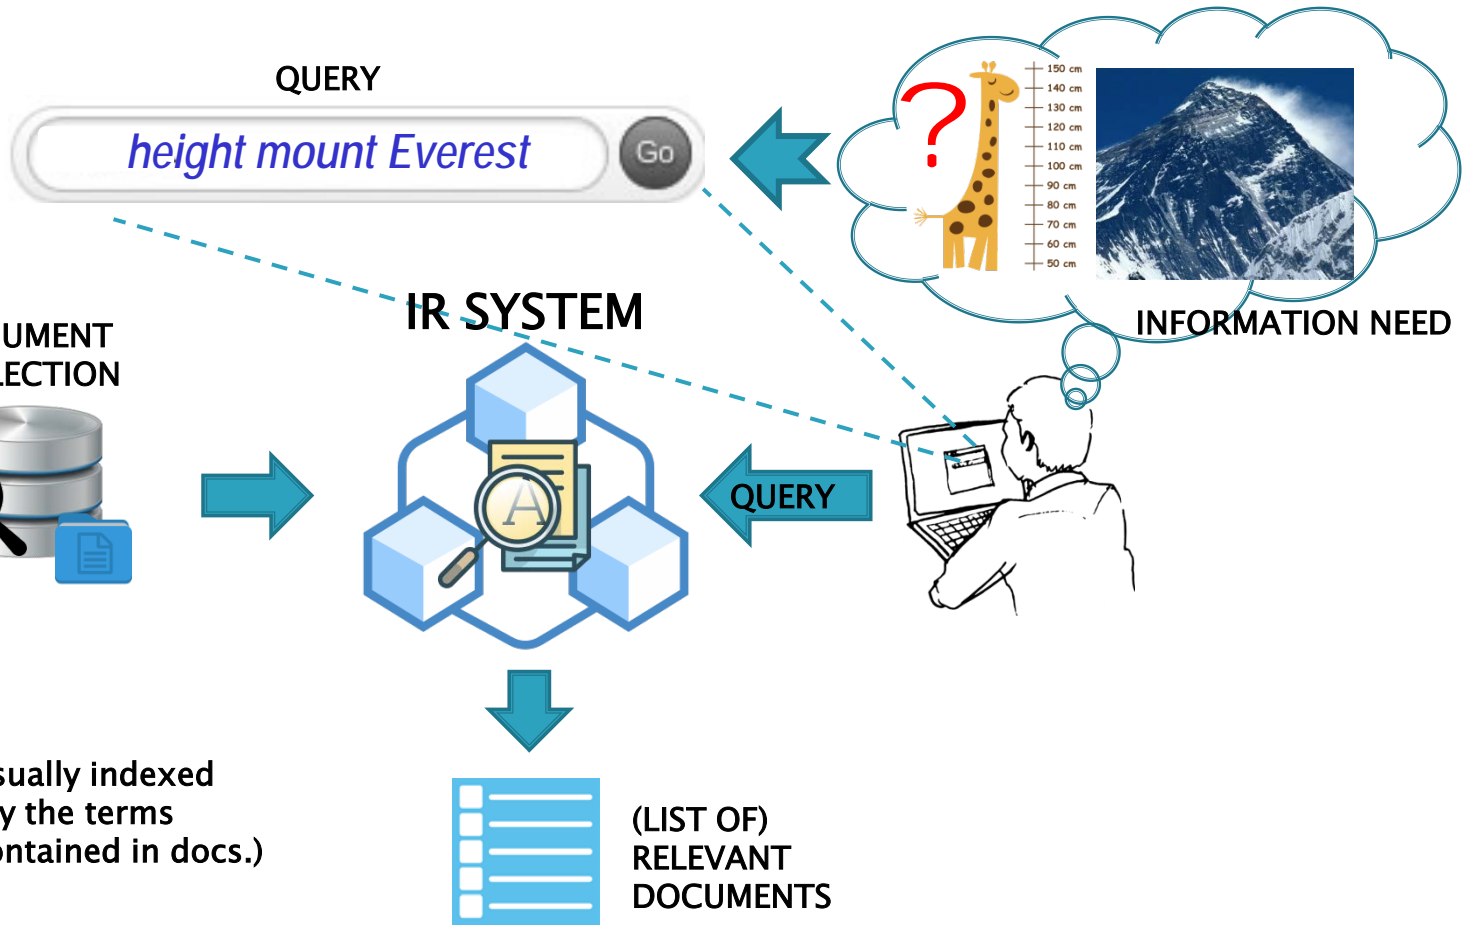 QUERY
height mount Everest
Go
?
150 cm
140 cm
130 cm
120 cm
110 cm
100 cm
90 cm
80 cm
70 cm
60 cm
50 cm
INFORMATION NEED
IR SYSTEM
UMENT
LECTION
A
QUERY
sually indexed
y the terms
ontained in docs.)
(LIST OF)
RELEVANT
DOCUMENTS